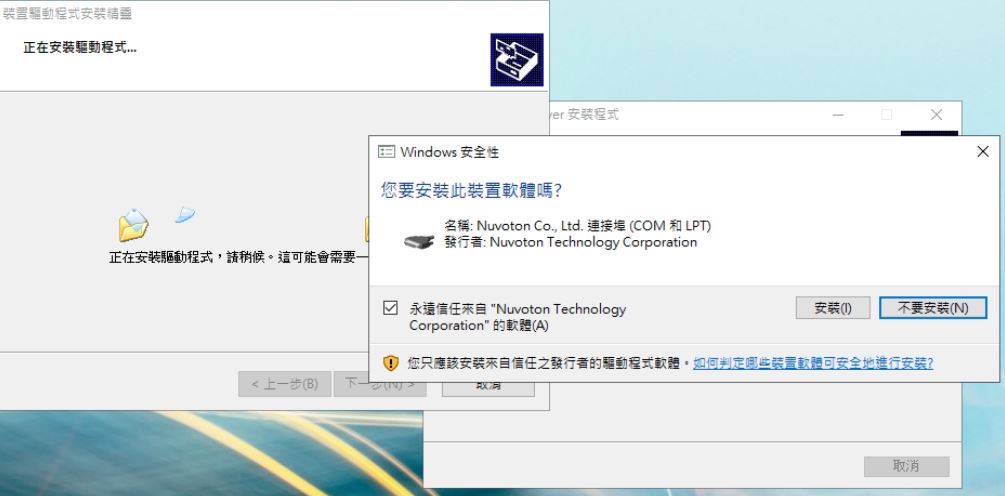 裝置驅動程式安裝精靈
正在安裝驅動程式...
正在安裝驅動程式，請稍候。這可能會需要一
< 上一步(B)
下一步(N) >
取消
ver 安裝程式
Windows 安全性
您要安裝此裝置軟體嗎?
名稱: Nuvoton Co., Ltd. 連接埠 (COM 和 LPT)
發行者: Nuvoton Technology Corporation
永遠信任來自 "Nuvoton Technology
Corporation" 的軟體(A)
安裝(I)
不要安裝(N)
您只應該安裝來自信任之發行者的驅動程式軟體。如何判定哪些裝置軟體可安全地進行安裝?
取消